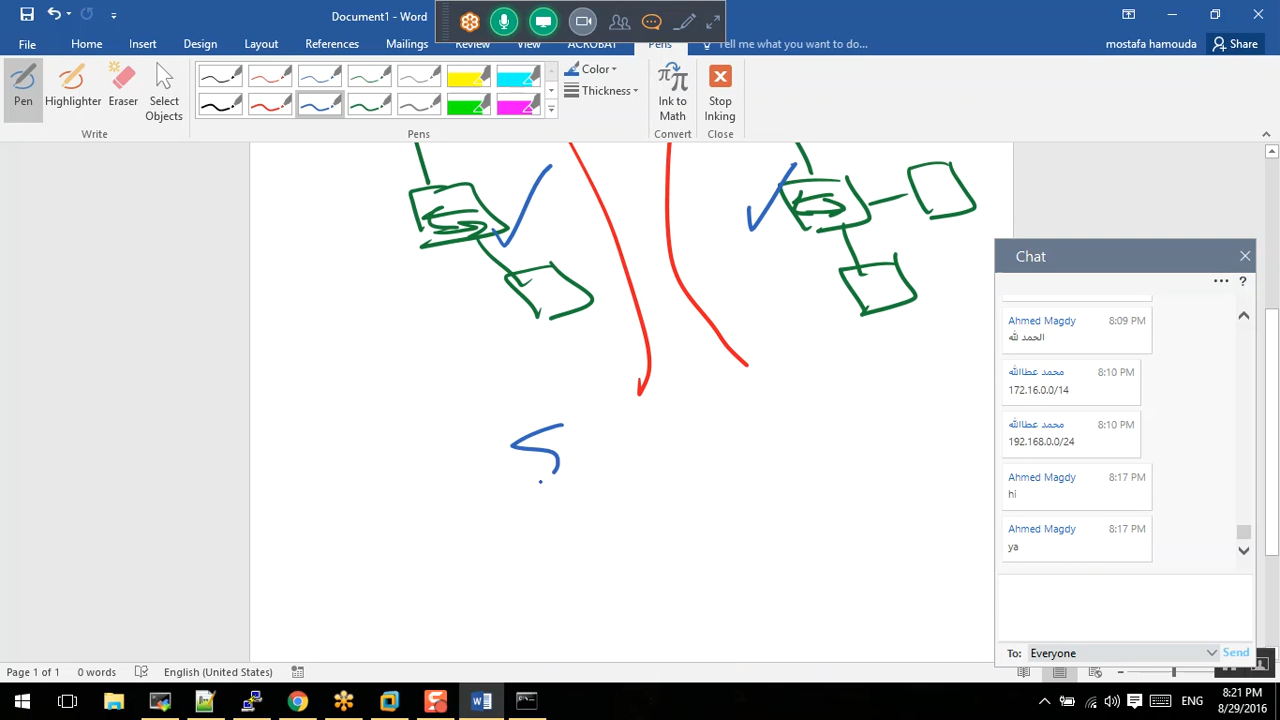 Document1 - Word
File
Home
Insert
Design
Layout
References
Mailings
Review
View
ACROBAT
Pens
Tell me what you want to do...
mostafa hamouda
Share
Pen
Highlighter
Eraser
Select Objects
Color
Thickness
Ink to Math
Stop Inking
Write
Pens
Convert
Close
Chat
Ahmed Magdy 8:09 PM
الحمد لله
محمد عطاالله 8:10 PM
172.16.0.0/14
محمد عطاالله 8:10 PM
192.168.0.0/24
Ahmed Magdy 8:17 PM
hi
Ahmed Magdy 8:17 PM
ya
S
To: Everyone
Send
Page 1 of 1
0 words
English (United States)
ENG
8:21 PM
8/29/2016